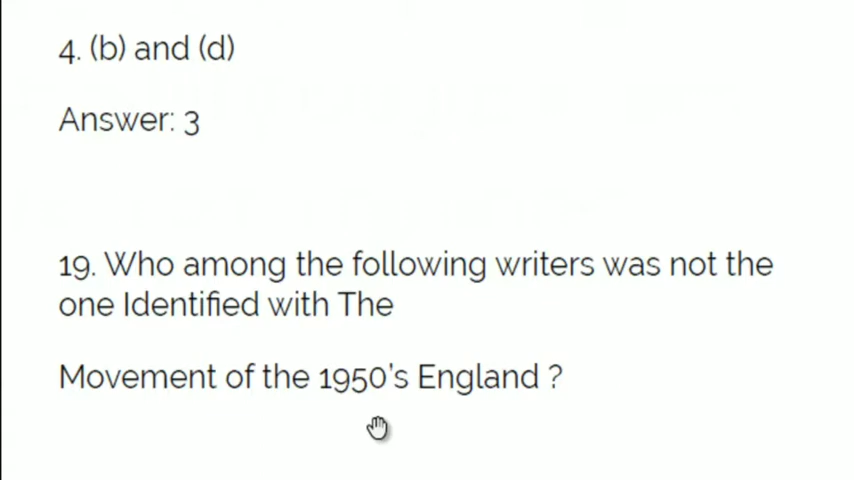 4. (b) and (d)
Answer: 3
19. Who among the following writers was not the
one Identified with The
Movement of the 1950's England ?